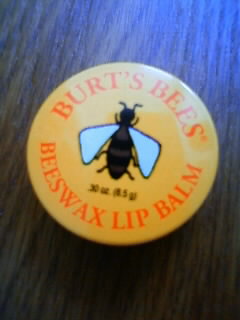 BURT'S BEES®
.30 oz. (8.5 g)
BEESWAX LIP BALM